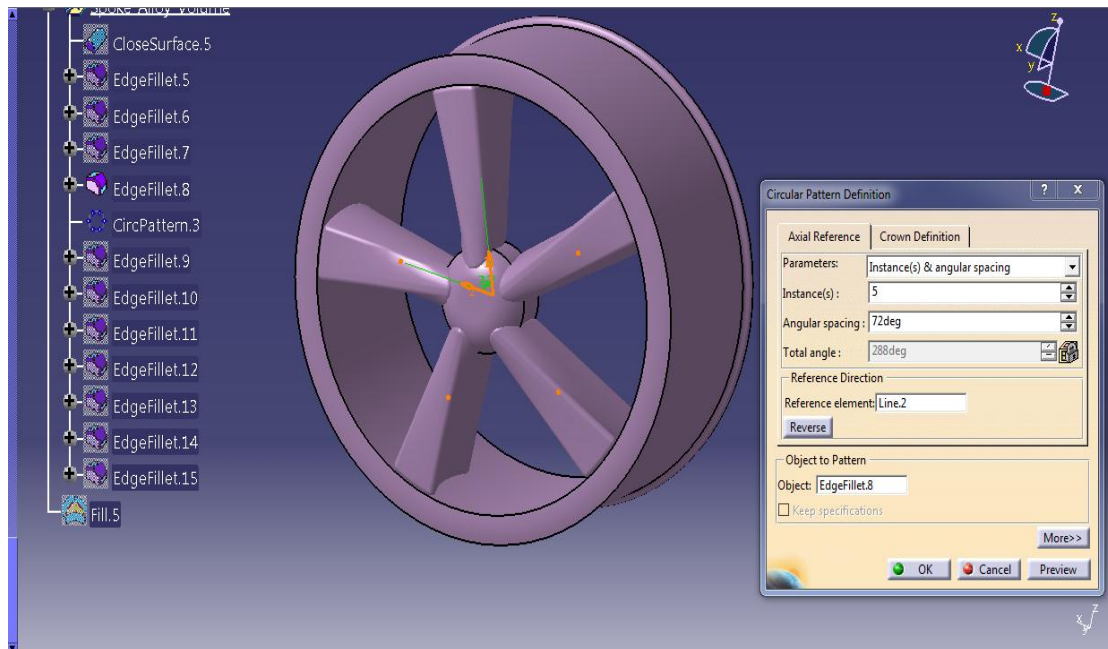 Spoke_Alloy_Volume
CloseSurface.5
EdgeFillet.5
EdgeFillet.6
EdgeFillet.7
EdgeFillet.8
CircPattern.3
EdgeFillet.9
EdgeFillet.10
EdgeFillet.11
EdgeFillet.12
EdgeFillet.13
EdgeFillet.14
EdgeFillet.15
Fill.5
z
x
y
Circular Pattern Definition
? X
Axial Reference Crown Definition
Parameters: Instance(s) & angular spacing
Instance(s) : 5
Angular spacing : 72deg
Total angle : 288deg
Reference Direction
Reference element: Line.2
Reverse
Object to Pattern
Object: EdgeFillet.8
Keep specifications
More>>
OK Cancel Preview
x z
y